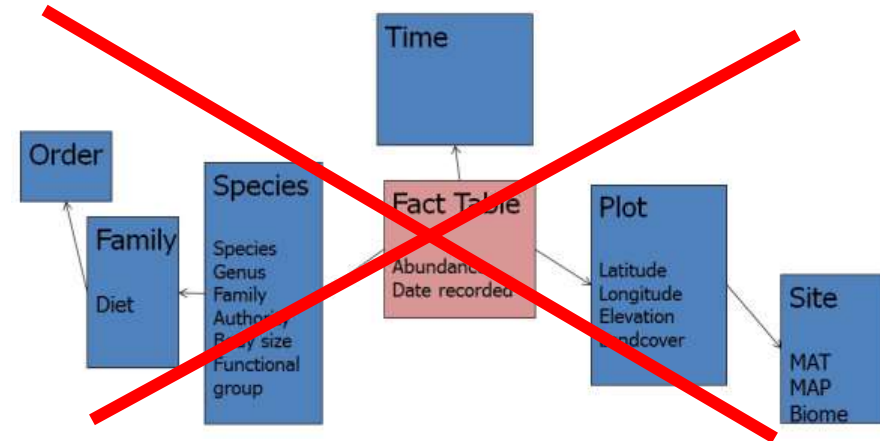 Time
Order
Species
Species
Genus
Family
Authority
Body size
Functional
group
Family
Diet
Fact Table
Abundance
Date recorded
Plot
Latitude
Longitude
Elevation
Landcover
Site
MAT
MAP
Biome